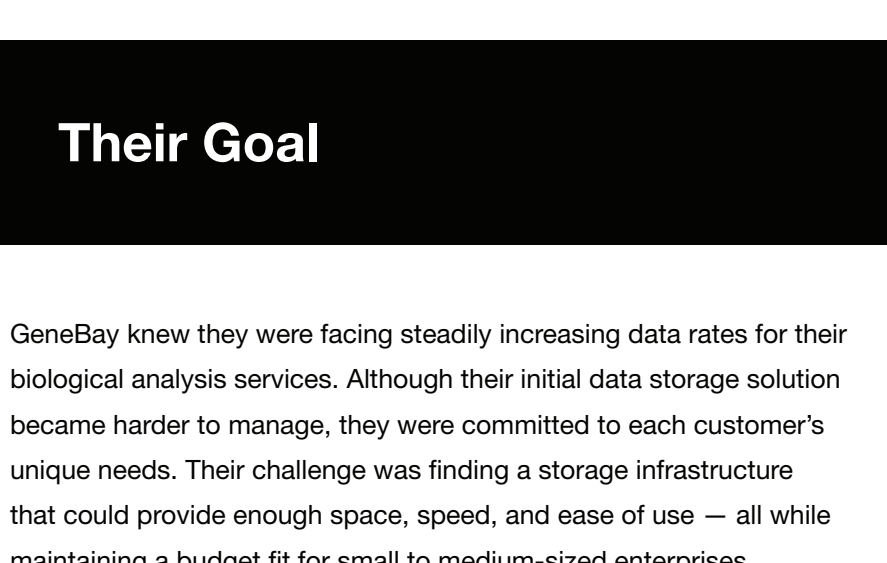 Their Goal
GeneBay knew they were facing steadily increasing data rates for their
biological analysis services. Although their initial data storage solution
became harder to manage, they were committed to each customer’s
unique needs. Their challenge was finding a storage infrastructure
that could provide enough space, speed, and ease of use — all while
maintaining a budget fit for small to medium-sized enterprises